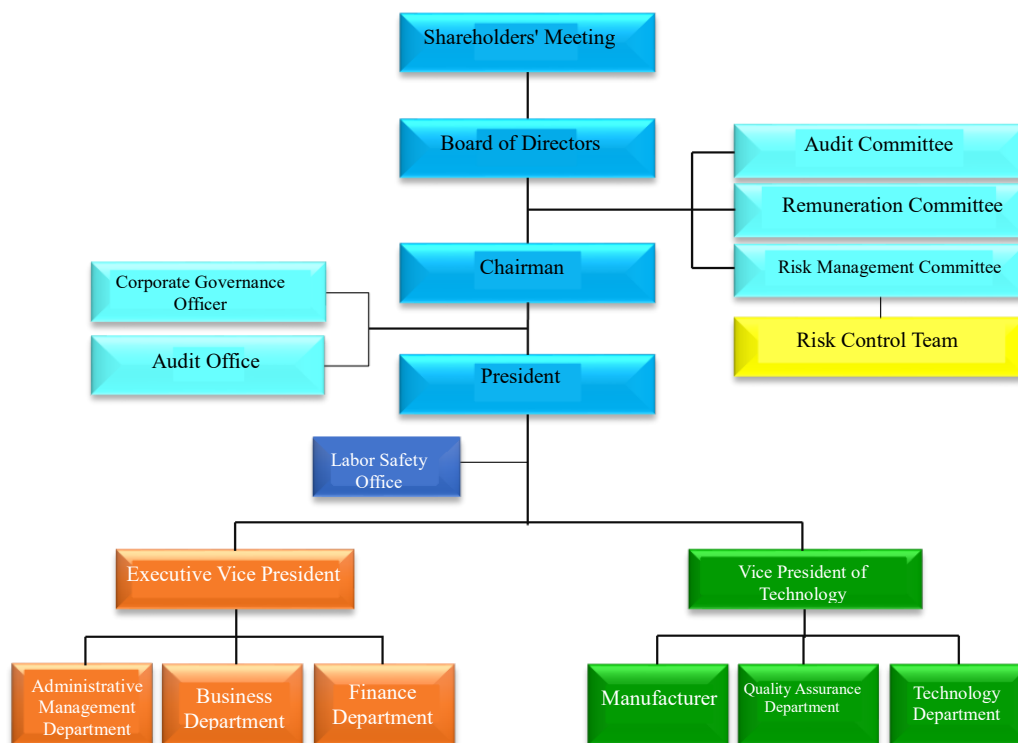 Shareholders' Meeting
Board of Directors
Audit Committee
Remuneration Committee
Chairman
Risk Management Committee
Corporate Governance
Officer
Risk Control Team
Audit Office
President
Labor Safety
Office
Executive Vice President
Vice President of
Technology
Administrative
Management
Department
Business
Department
Finance
Department
Manufacturer
Quality Assurance
Department
Technology
Department